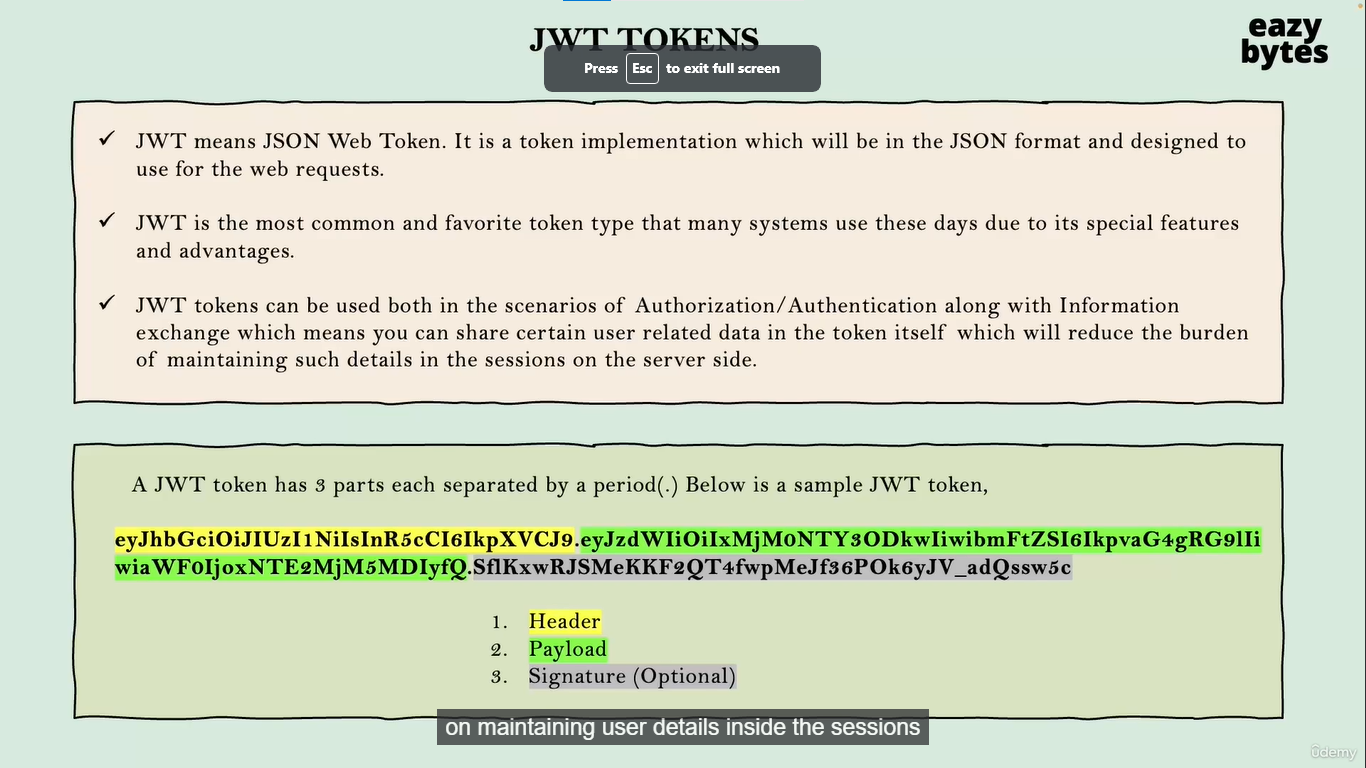 JWT TOKENS
eazy
bytes
Press Esc to exit full screen
✓ JWT means JSON Web Token. It is a token implementation which will be in the JSON format and designed to
use for the web requests.
✓ JWT is the most common and favorite token type that many systems use these days due to its special features
and advantages.
✓ JWT tokens can be used both in the scenarios of Authorization/Authentication along with Information
exchange which means you can share certain user related data in the token itself which will reduce the burden
of maintaining such details in the sessions on the server side.
A JWT token has 3 parts each separated by a period(.) Below is a sample JWT token,
eyJhbGciOiJIUzI1NiIsInR5cCI6IkpXVCJ9.eyJzdWIiOiIxMjM0NTY3ODkwIiwibmFtZSI6IkpvaG4gRG9lIi
wiaWF0IjoxNTE2MjM5MDIyfQ.SflKxwRJSMeKKF2QT4fwpMeJf36POk6yJV_adQssw5c
1. Header
2. Payload
3. Signature (Optional)
on maintaining user details inside the sessions
ûdemy